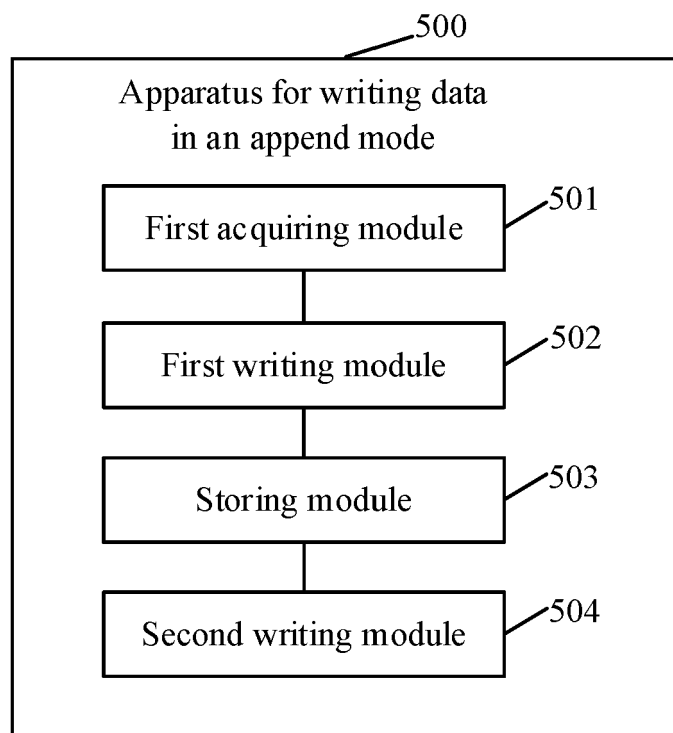 500
Apparatus for writing data
in an append mode
501
First acquiring module
502
First writing module
503
Storing module
504
Second writing module